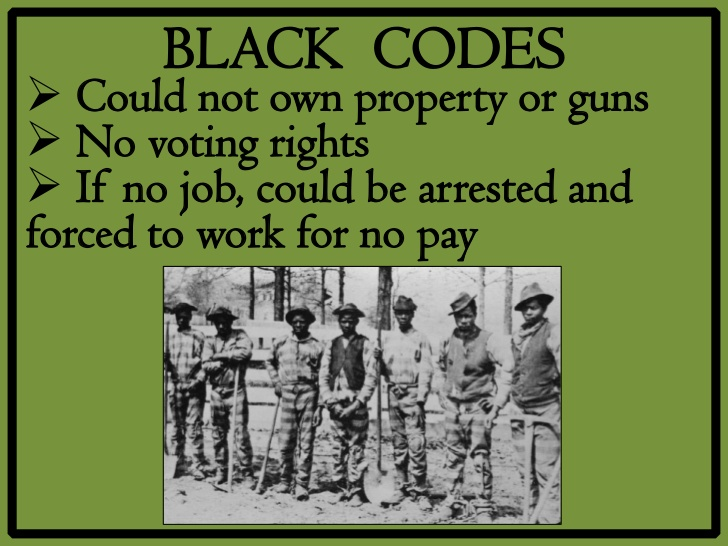 BLACK CODES
➢ Could not own property or guns
➢ No voting rights
➢ If no job, could be arrested and
forced to work for no pay